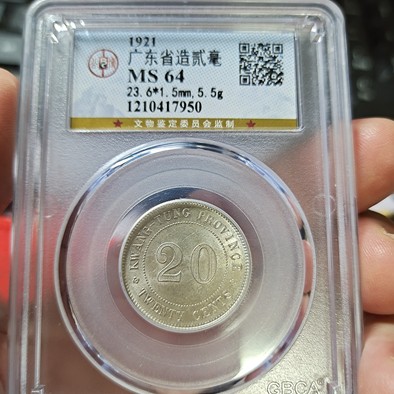 1921
广东省造贰毫
MS 64
23.6*1.5mm,5.5g
1210417950
文物鉴定委员会监制
G
KWANG-TUNG PROVINCE
20
TWENTY CENTS
GBCA